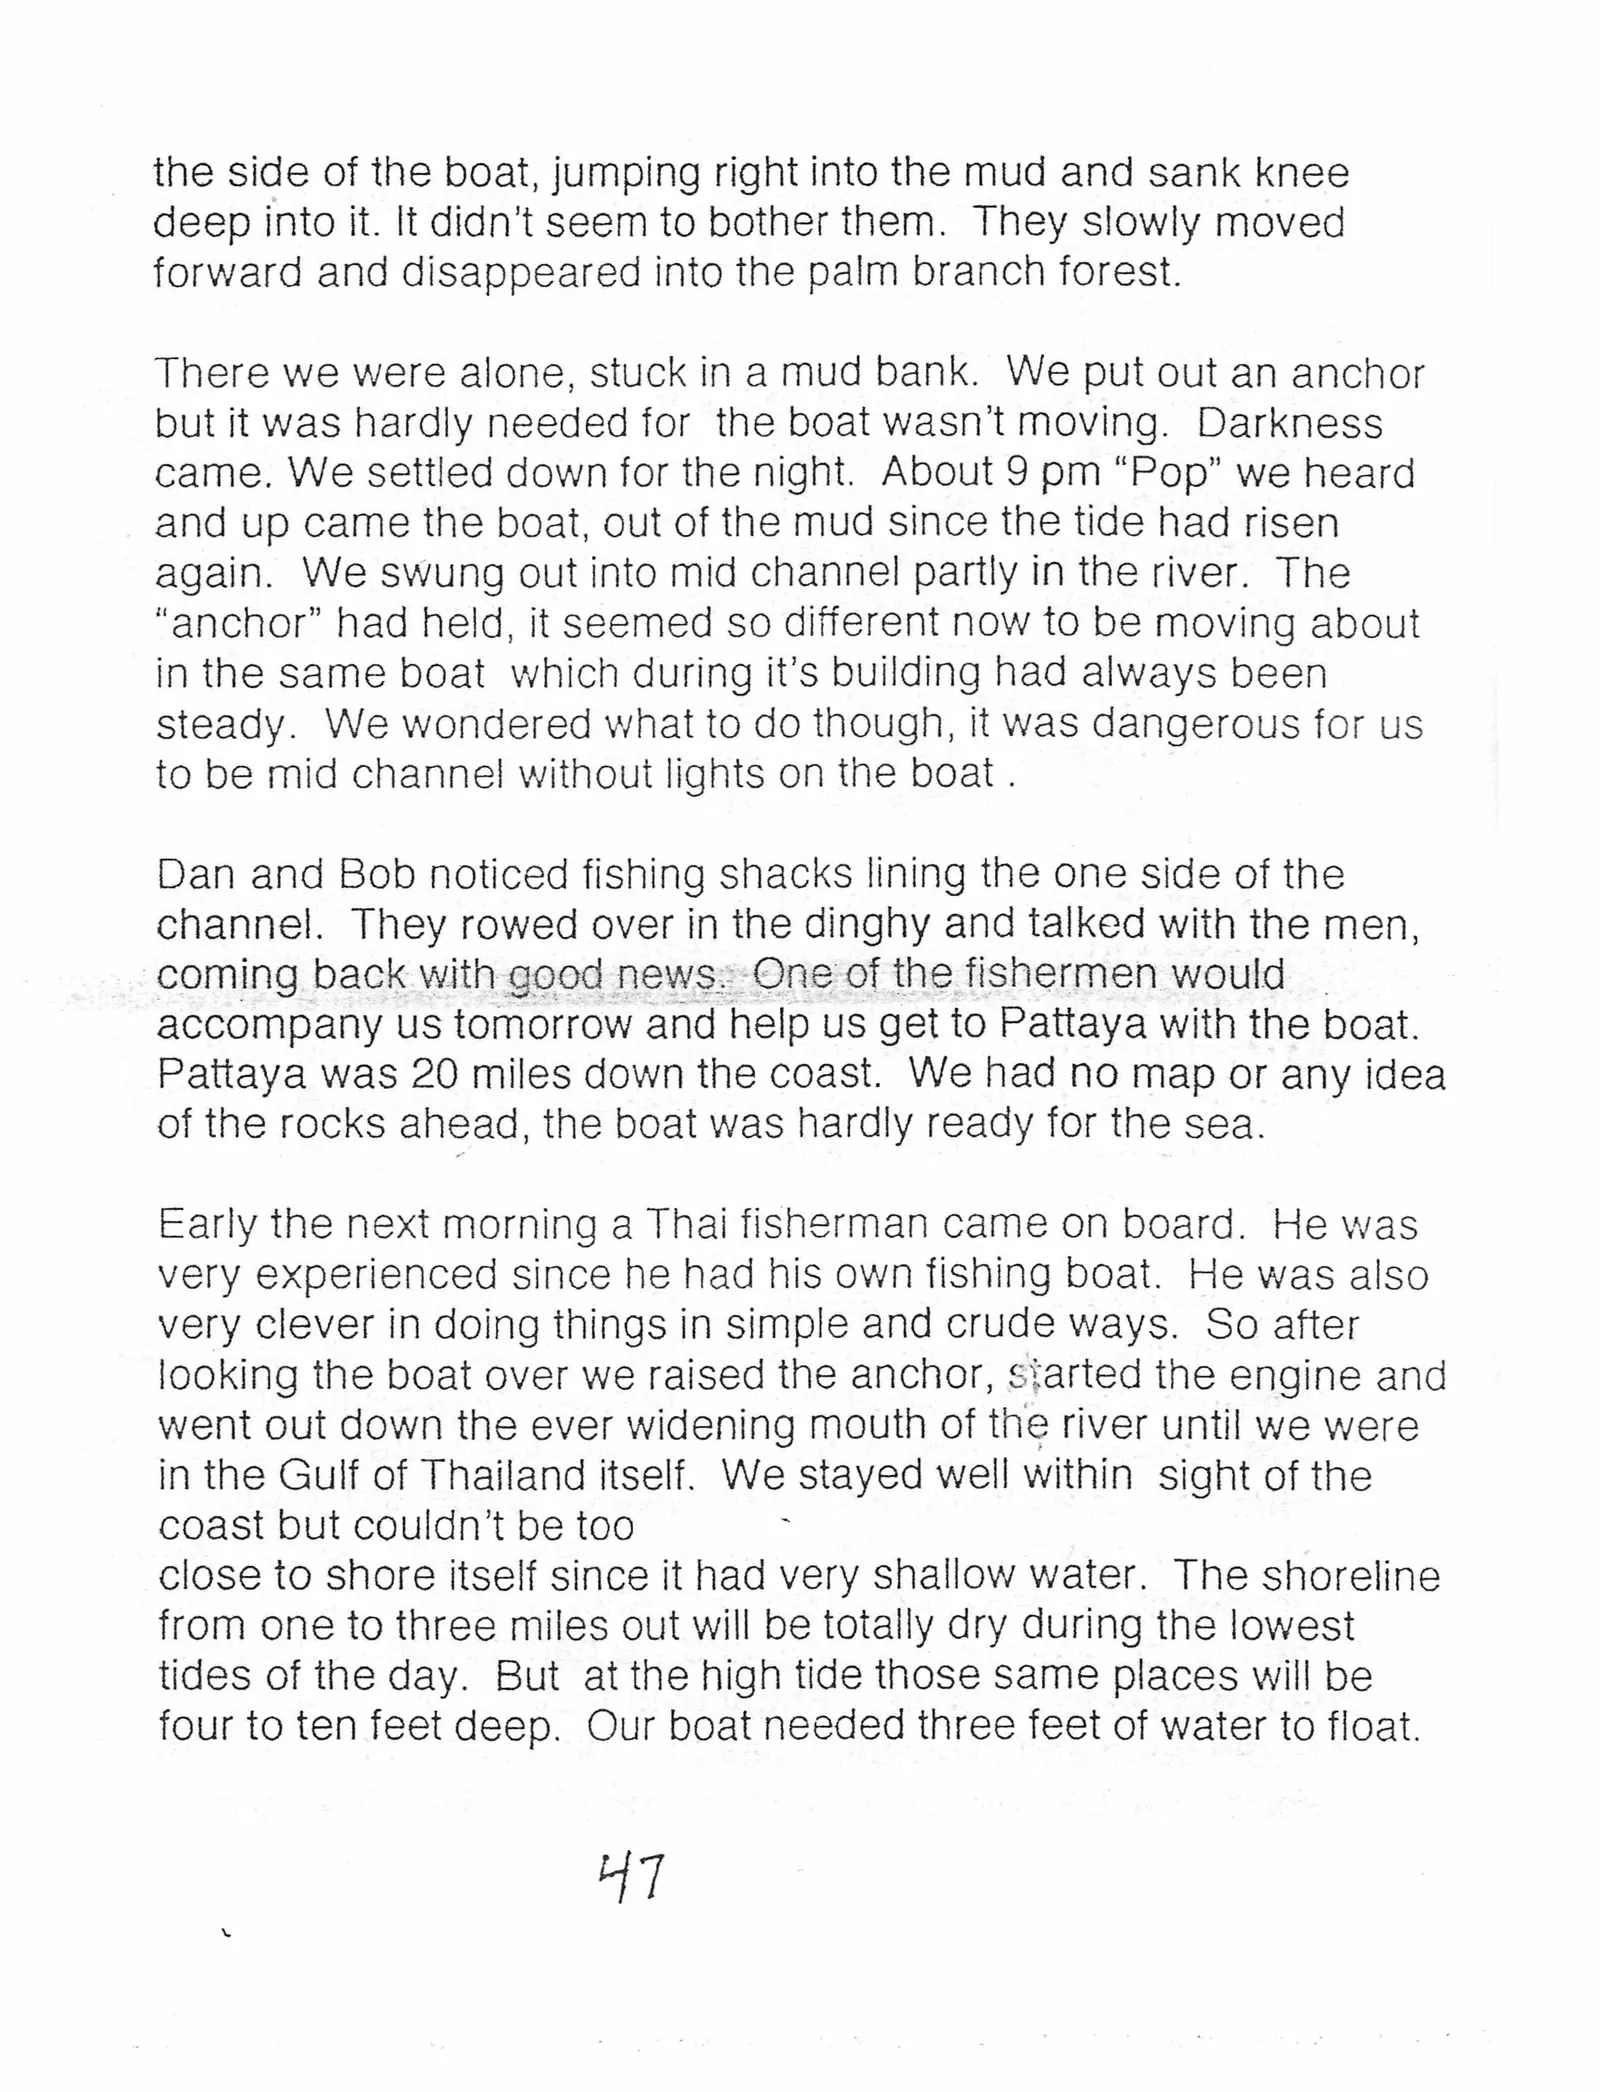 the side of the boat, jumping right into the mud and sank knee
deep into it. It didn't seem to bother them.  They slowly moved
forward and disappeared into the palm branch forest.

There we were alone, stuck in a mud bank.  We put out an anchor
but it was hardly needed for  the boat wasn't moving.  Darkness
came. We settled down for the night.  About 9 pm “Pop” we heard
and up came the boat, out of the mud since the tide had risen
again.  We swung out into mid channel partly in the river.  The
“anchor” had held, it seemed so different now to be moving about
in the same boat  which during it's building had always been
steady.  We wondered what to do though, it was dangerous for us
to be mid channel without lights on the boat .

Dan and Bob noticed fishing shacks lining the one side of the
channel.  They rowed over in the dinghy and talked with the men,
coming back with good news.  One of the fishermen would
accompany us tomorrow and help us get to Pattaya with the boat.
Pattaya was 20 miles down the coast.  We had no map or any idea
of the rocks ahead, the boat was hardly ready for the sea.

Early the next morning a Thai fisherman came on board.  He was
very experienced since he had his own fishing boat.  He was also
very clever in doing things in simple and crude ways.  So after
looking the boat over we raised the anchor, started the engine and
went out down the ever widening mouth of the river until we were
in the Gulf of Thailand itself.  We stayed well within  sight of the
coast but couldn't be too
close to shore itself since it had very shallow water.  The shoreline
from one to three miles out will be totally dry during the lowest
tides of the day.  But  at the high tide those same places will be
four to ten feet deep.  Our boat needed three feet of water to float.

47